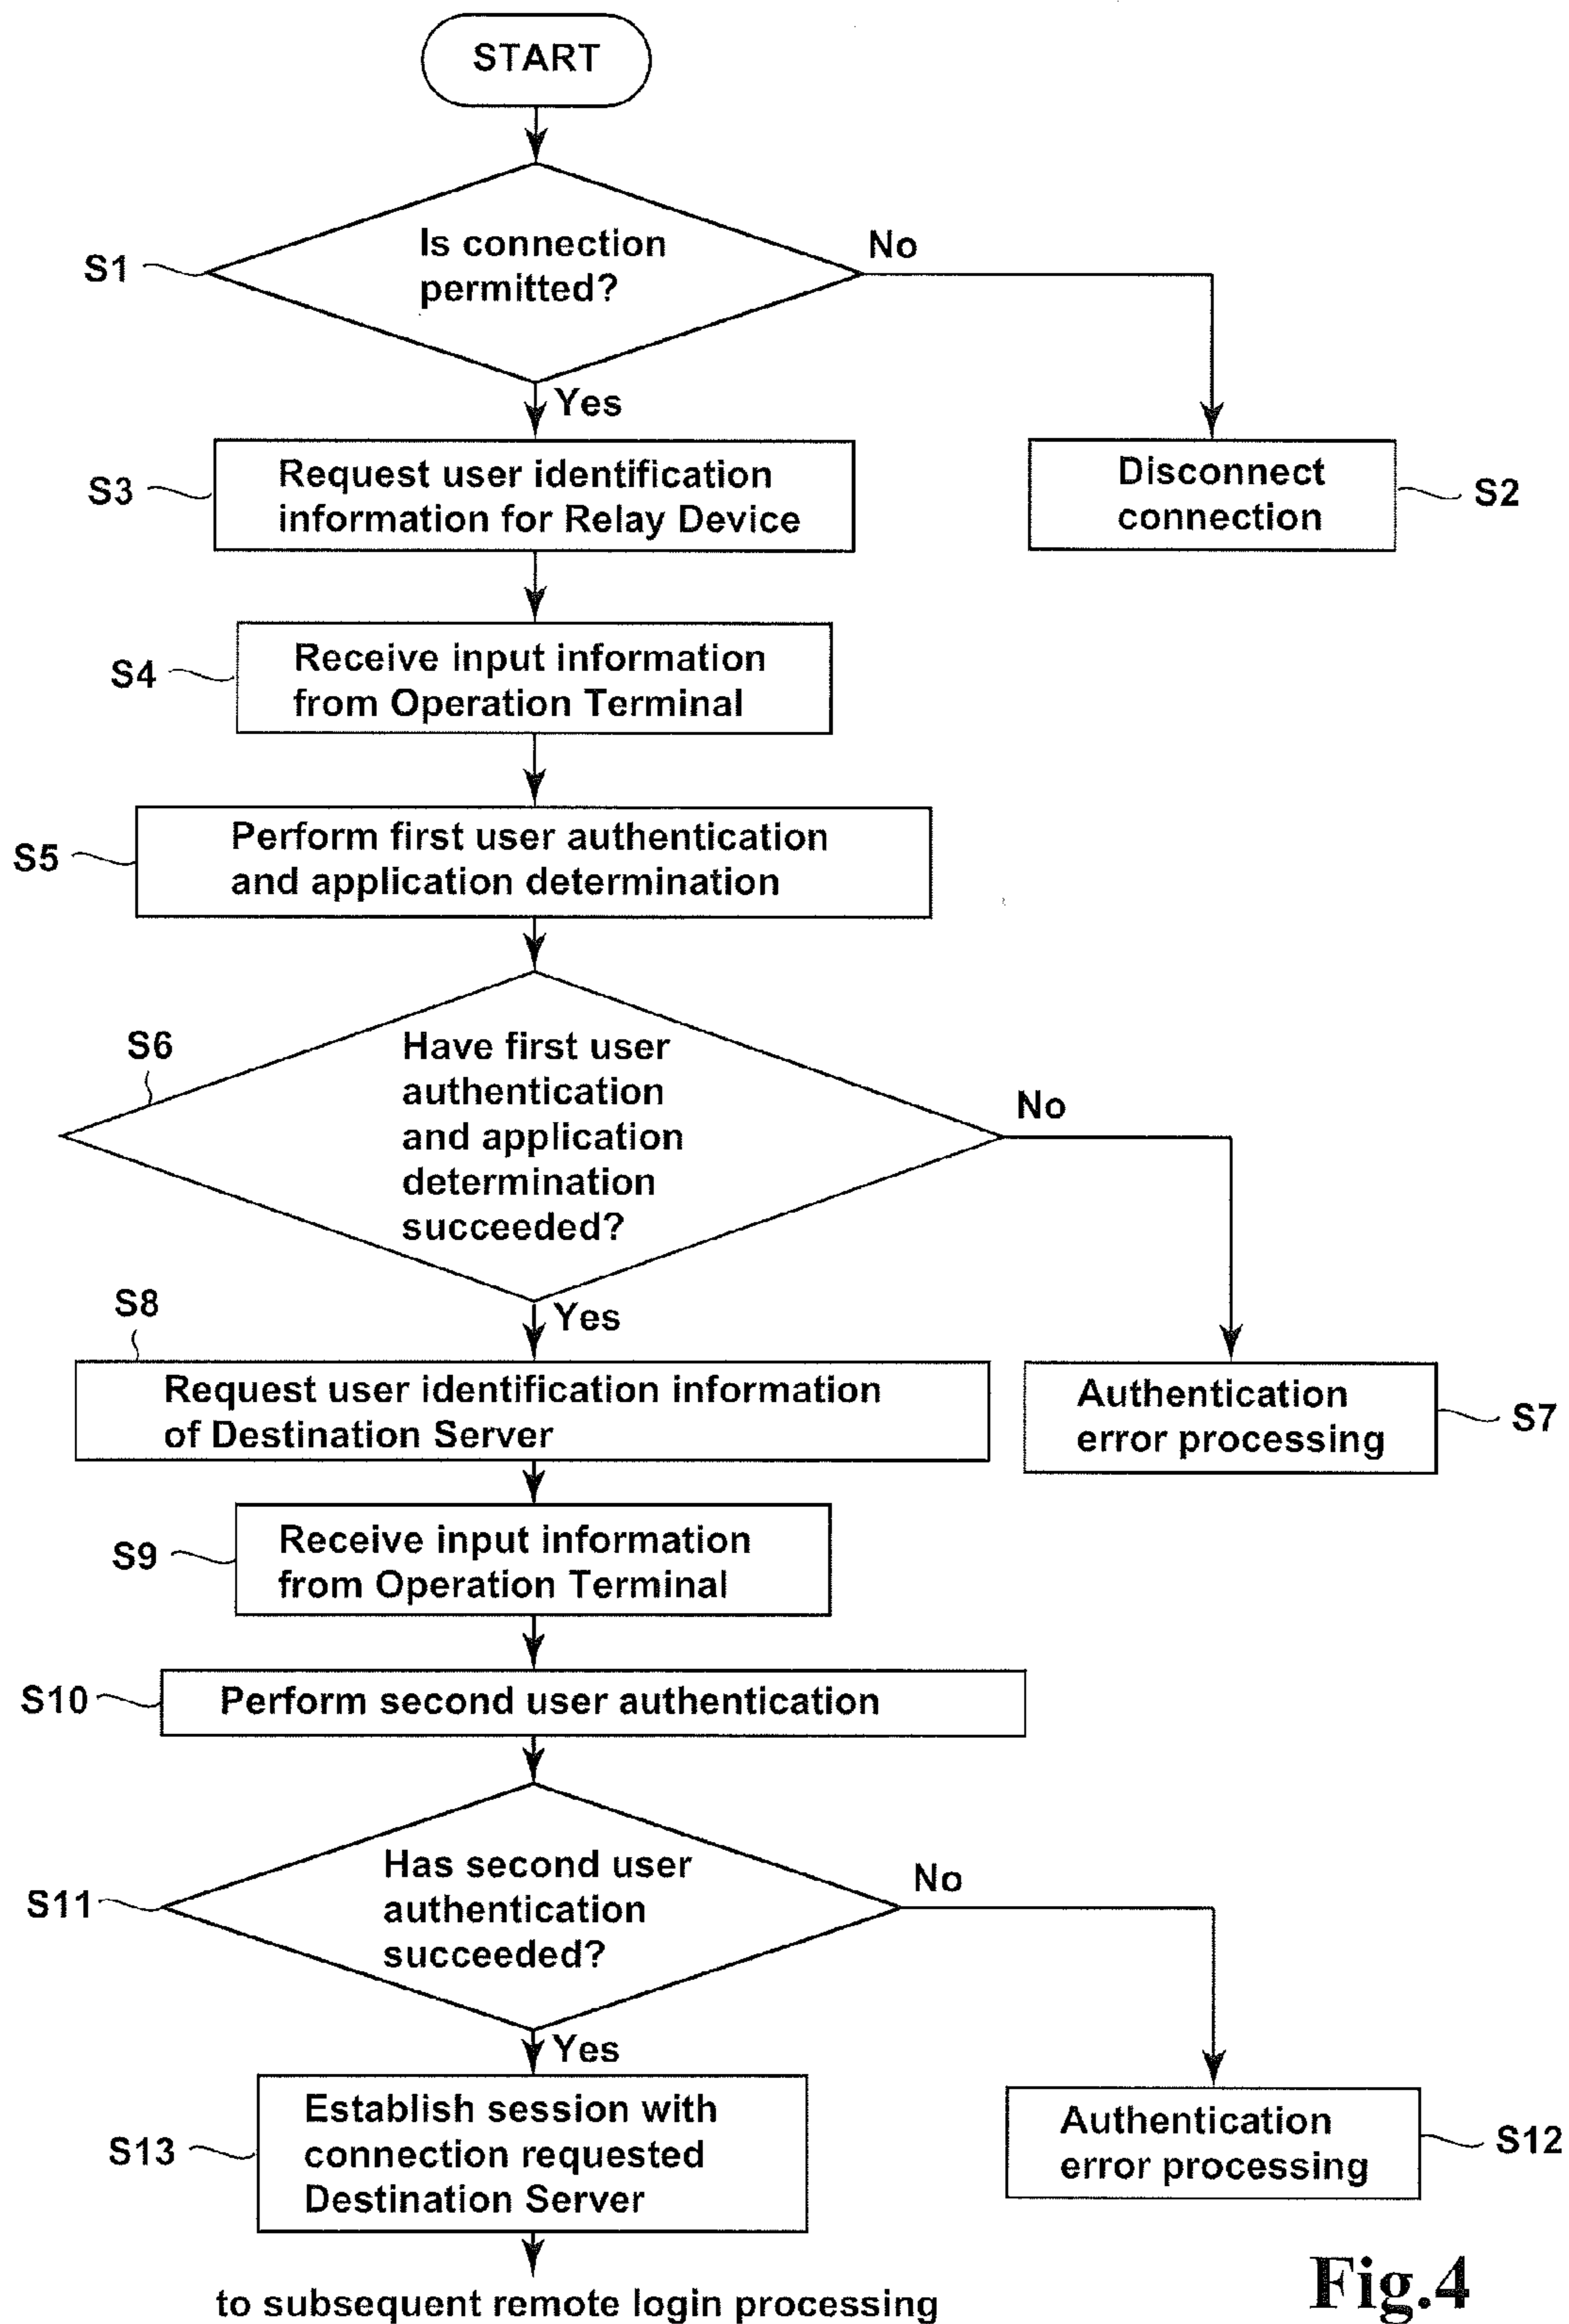 START
Is connection
permitted?
No
S1
Yes
Request user identification
information for Relay Device
S3
Disconnect
connection
S2
Receive input information
from Operation Terminal
S4
Perform first user authentication
and application determination
S5
S6
Have first user
authentication
and application
determination
succeeded?
No
Yes
S8
Request user identification information
of Destination Server
Authentication
error processing
S7
Receive input information
from Operation Terminal
S9
Perform second user authentication
S10
Has second user
authentication
succeeded?
S11
No
Yes
Establish session with
connection requested
Destination Server
S13
Authentication
error processing
S12
to subsequent remote login processing
Fig.4